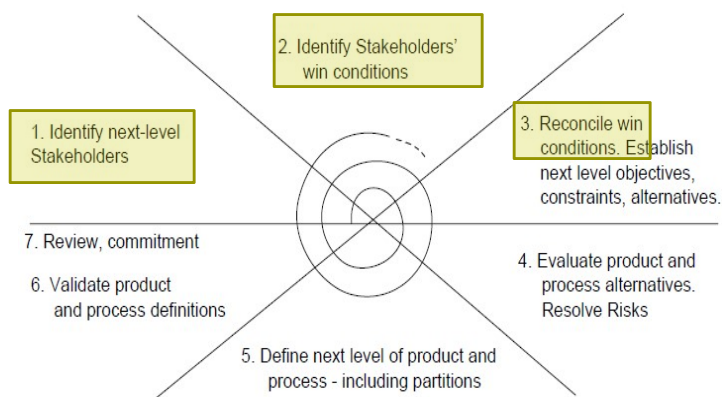 1. Identify next-level
Stakeholders
2. Identify Stakeholders’
win conditions
3. Reconcile win
conditions. Establish
next level objectives,
constraints, alternatives.
4. Evaluate product and
process alternatives.
Resolve Risks
5. Define next level of product and
process - including partitions
6. Validate product
and process definitions
7. Review, commitment